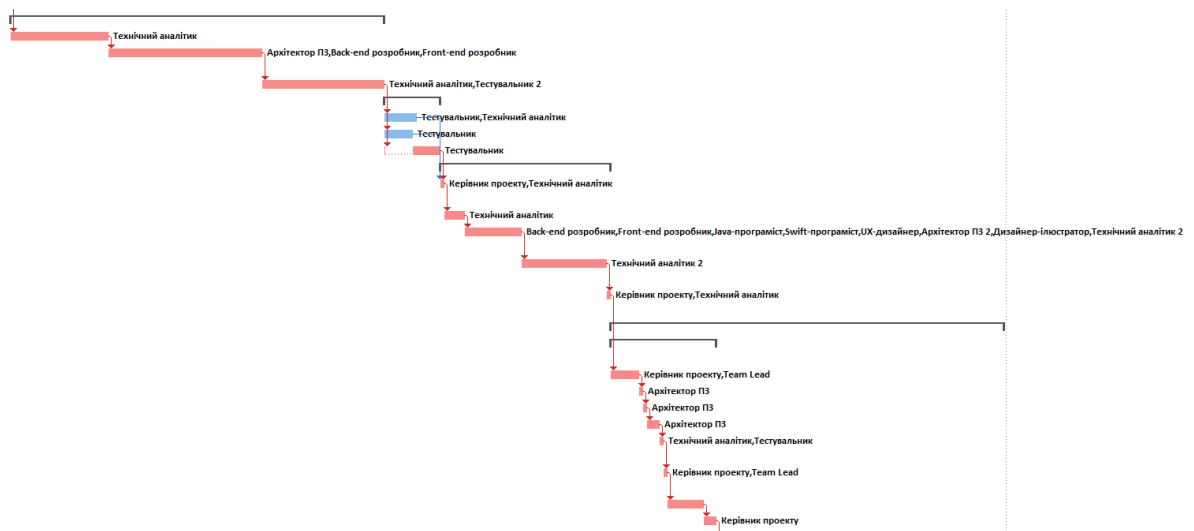 Технічний аналітик
Архітектор ПЗ,Back-end розробник,Front-end розробник
Технічний аналітик,Тестувальник 2
Тестувальник,Технічний аналітик
Тестувальник
Тестувальник
Керівник проекту,Технічний аналітик
Технічний аналітик
Back-end розробник,Front-end розробник,Java-програміст,Swift-програміст,UX-дизайнер,Архітектор ПЗ 2,Дизайнер-ілюстратор,Технічний аналітик 2
Технічний аналітик 2
Керівник проекту,Технічний аналітик
Керівник проекту,Team Lead
Архітектор ПЗ
Архітектор ПЗ
Архітектор ПЗ
Технічний аналітик,Тестувальник
Керівник проекту,Team Lead
Керівник проекту